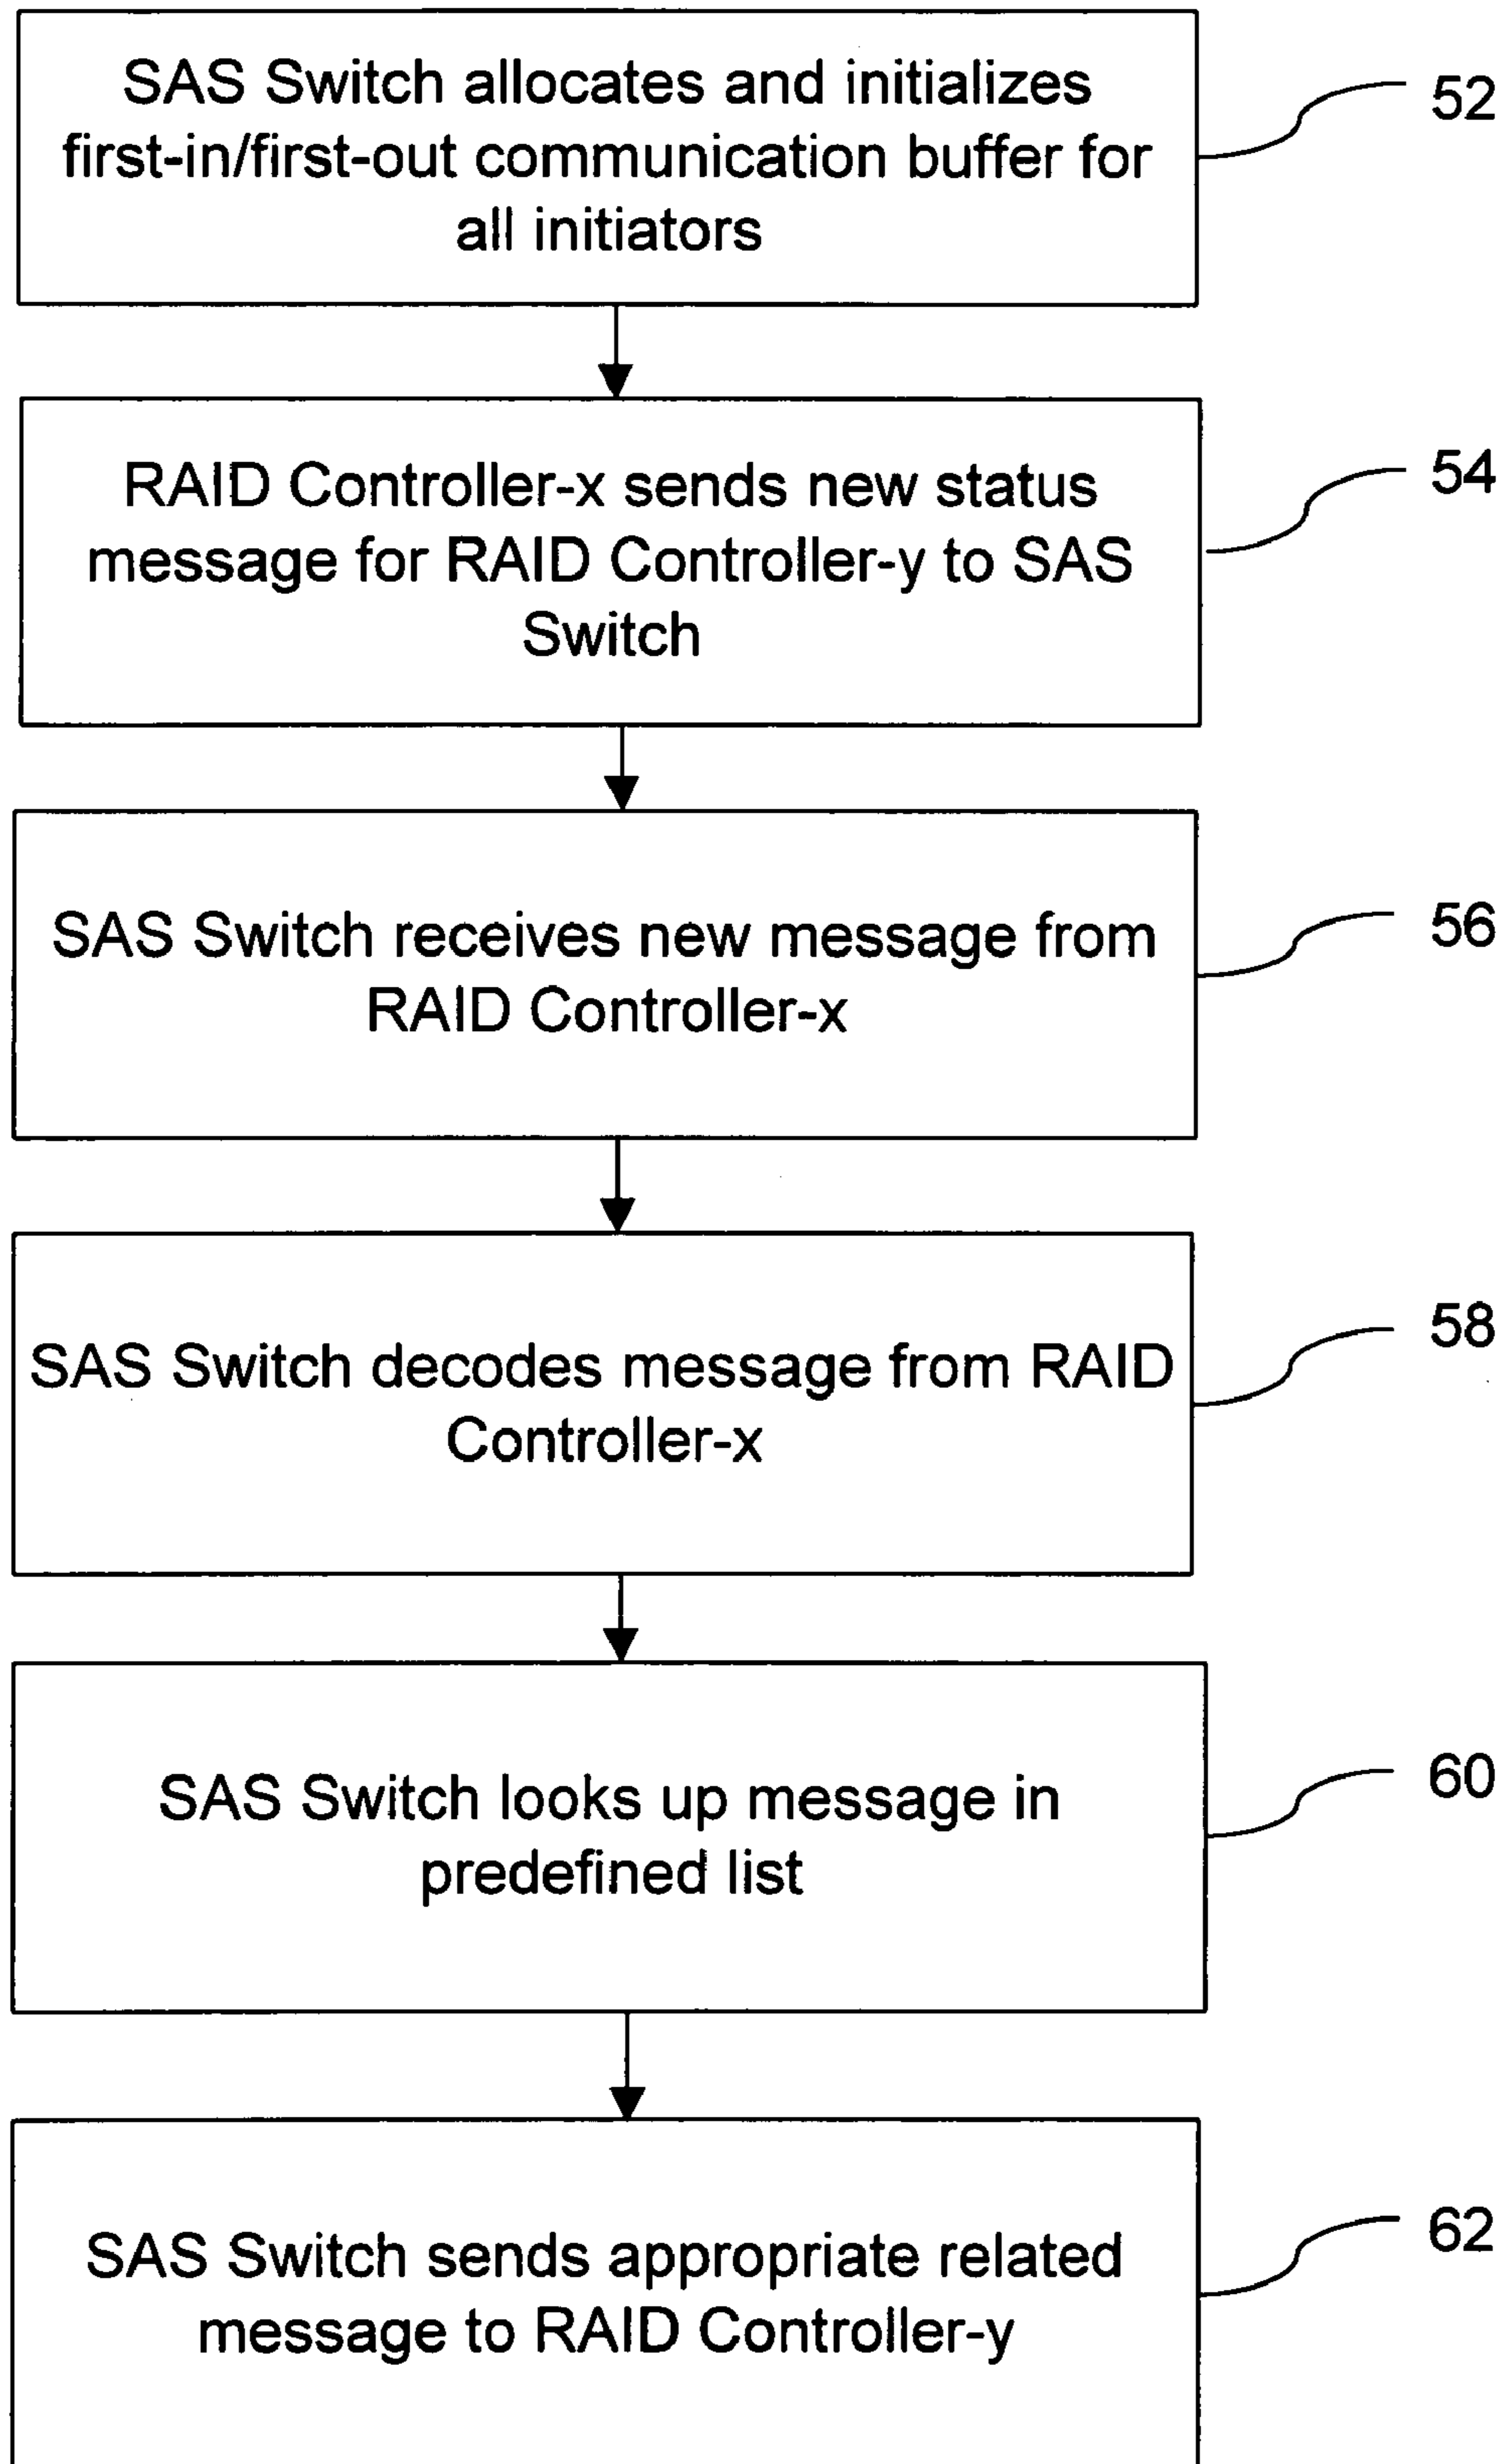 SAS Switch allocates and initializes
first-in/first-out communication buffer for
all initiators
52
RAID Controller-x sends new status
message for RAID Controller-y to SAS
Switch
54
SAS Switch receives new message from
RAID Controller-x
56
SAS Switch decodes message from RAID
Controller-x
58
SAS Switch looks up message in
predefined list
60
SAS Switch sends appropriate related
message to RAID Controller-y
62